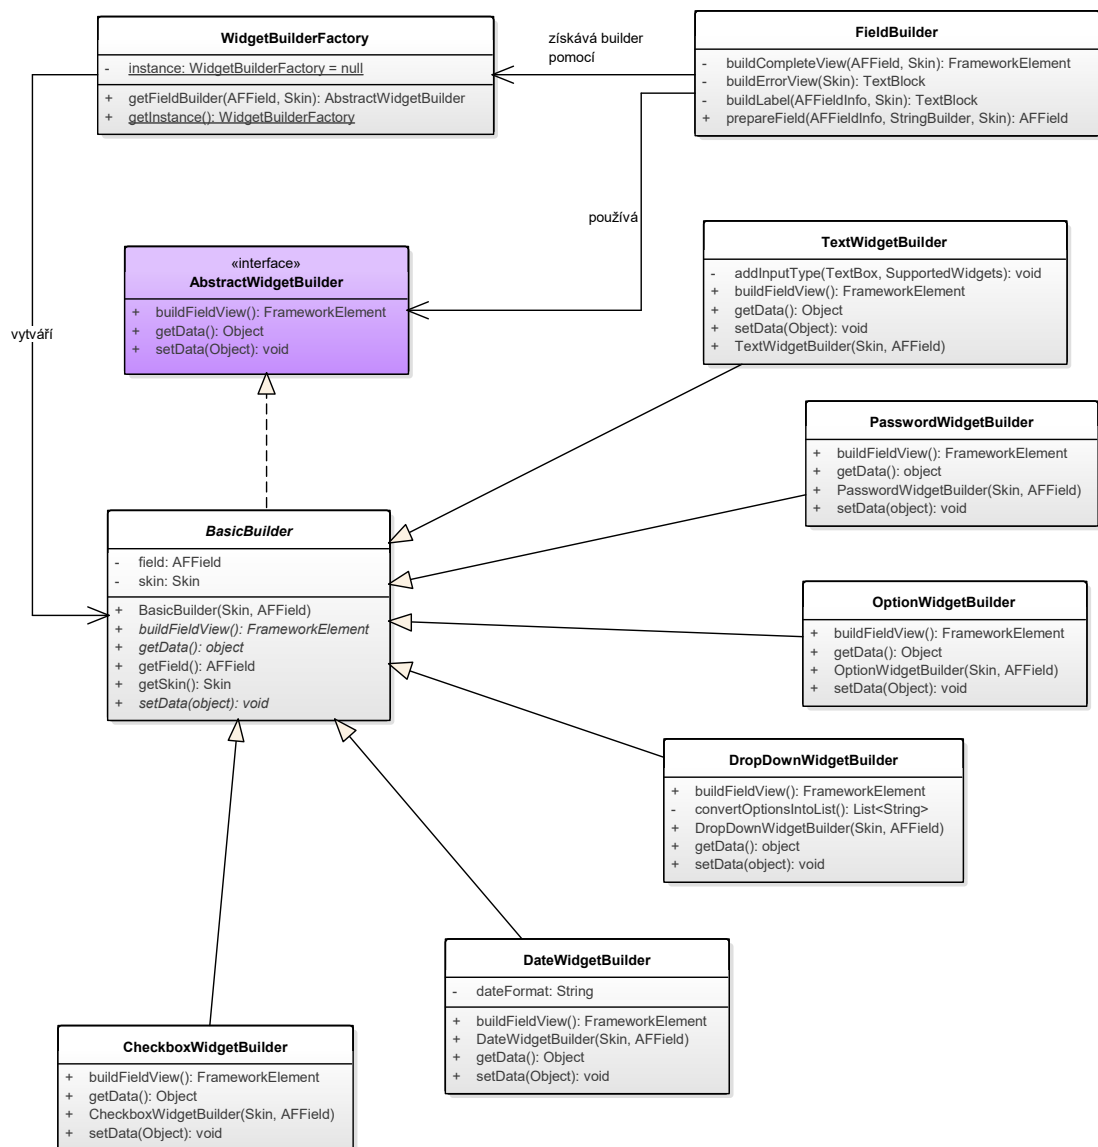 WidgetBuilderFactory
- instance: WidgetBuilderFactory = null
+ getFieldBuilder(AFField, Skin): AbstractWidgetBuilder
+ getInstance(): WidgetBuilderFactory
získává builder
pomocí
FieldBuilder
- buildCompleteView(AFField, Skin): FrameworkElement
- buildErrorView(Skin): TextBlock
- buildLabel(AFFieldInfo, Skin): TextBlock
+ prepareField(AFFieldInfo, StringBuilder, Skin): AFField
používá
vytváří
«interface»
AbstractWidgetBuilder
+ buildFieldView(): FrameworkElement
+ getData(): Object
+ setData(Object): void
TextWidgetBuilder
- addInputType(TextBox, SupportedWidgets): void
+ buildFieldView(): FrameworkElement
+ getData(): Object
+ setData(Object): void
+ TextWidgetBuilder(Skin, AFField)
PasswordWidgetBuilder
+ buildFieldView(): FrameworkElement
+ getData(): object
+ PasswordWidgetBuilder(Skin, AFField)
+ setData(object): void
BasicBuilder
- field: AFField
- skin: Skin
+ BasicBuilder(Skin, AFField)
+ buildFieldView(): FrameworkElement
+ getData(): object
+ getField(): AFField
+ getSkin(): Skin
+ setData(object): void
OptionWidgetBuilder
+ buildFieldView(): FrameworkElement
+ getData(): Object
+ OptionWidgetBuilder(Skin, AFField)
+ setData(Object): void
DropDownWidgetBuilder
+ buildFieldView(): FrameworkElement
- convertOptionsIntoList(): List<String>
+ DropDownWidgetBuilder(Skin, AFField)
+ getData(): object
+ setData(object): void
DateWidgetBuilder
- dateFormat: String
+ buildFieldView(): FrameworkElement
+ DateWidgetBuilder(Skin, AFField)
+ getData(): Object
+ setData(Object): void
CheckboxWidgetBuilder
+ buildFieldView(): FrameworkElement
+ getData(): Object
+ CheckboxWidgetBuilder(Skin, AFField)
+ setData(Object): void